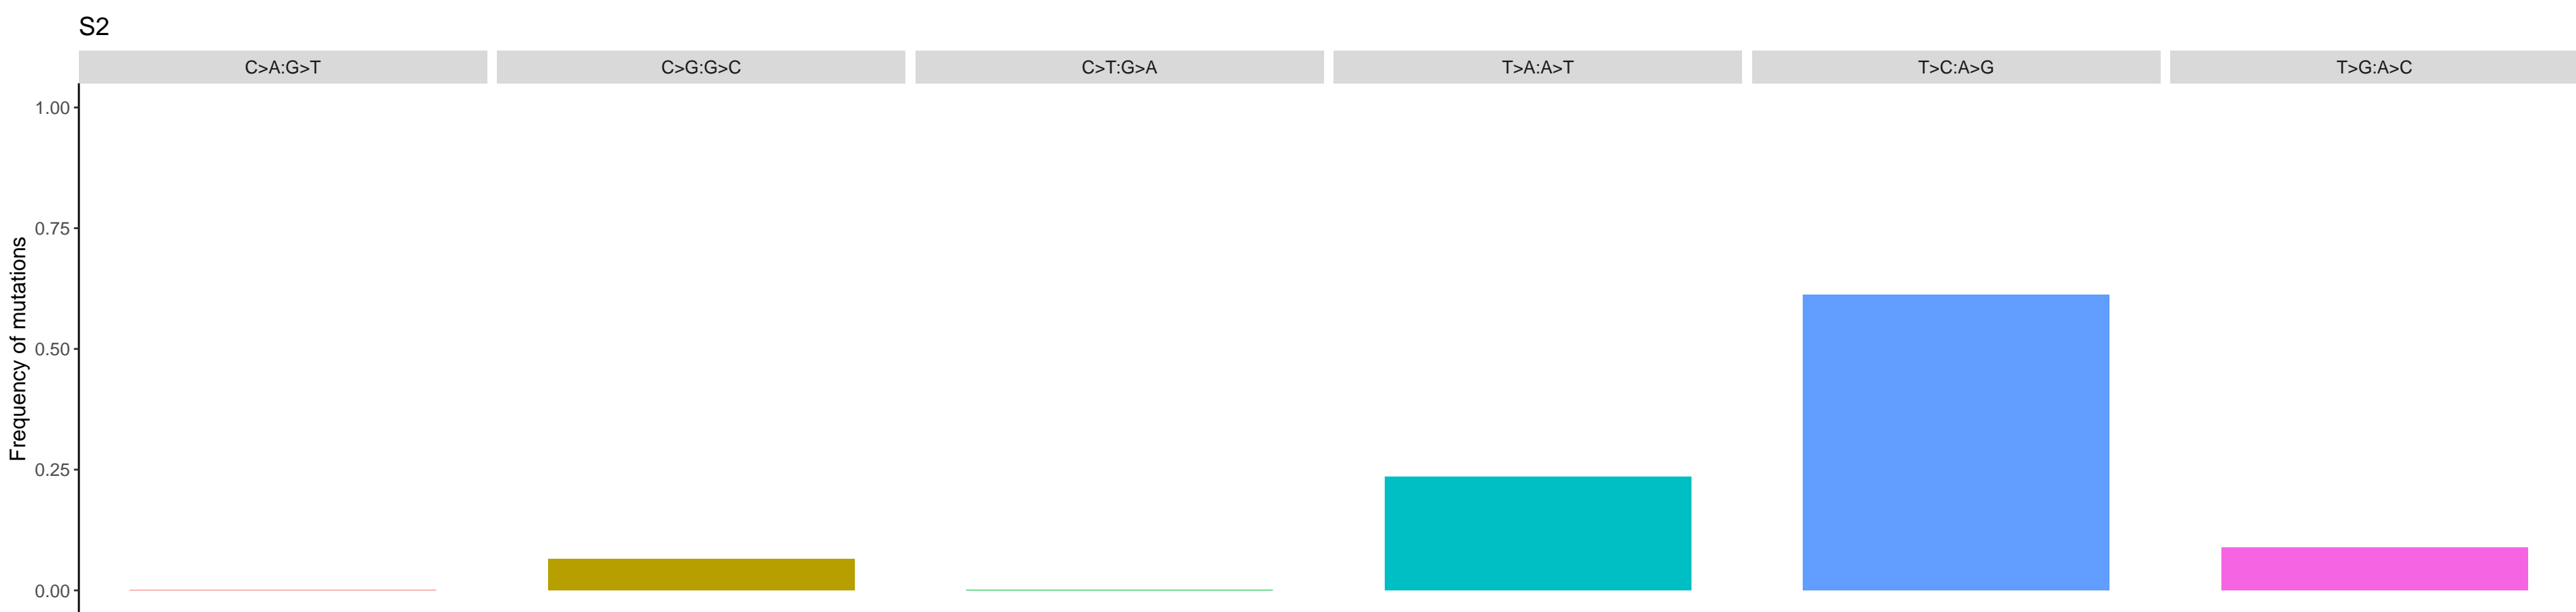 S2
C>A:G>T C>G:G>C C>T:G>A T>A:A>T T>C:A>G T>G:A>C
1.00
0.75
0.50
0.25
0.00
Frequency of mutations